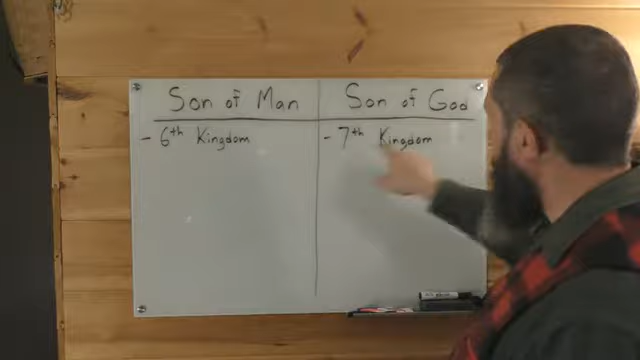 Son of Man
Son of God
- 6th Kingdom
- 7th Kingdom